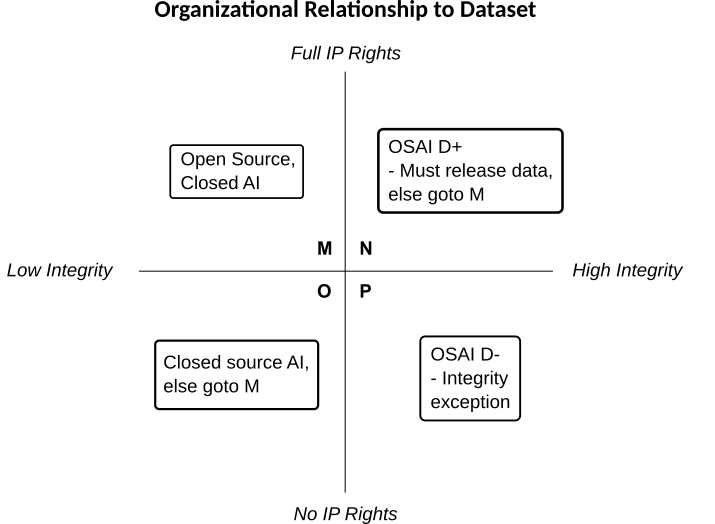 Organizational Relationship to Dataset
Full IP Rights
Open Source,
Closed AI
OSAI D+
- Must release data,
else goto M
M
N
Low Integrity
High Integrity
O
P
Closed source AI,
else goto M
OSAI D-
- Integrity
exception
No IP Rights